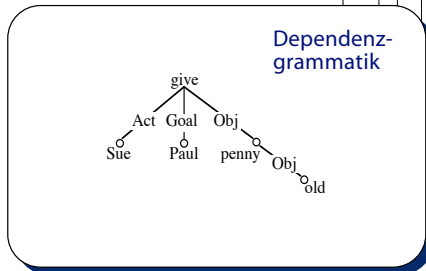 Dependenz-
grammatik
give
Act Goal Obj
Sue Paul penny
Obj
old